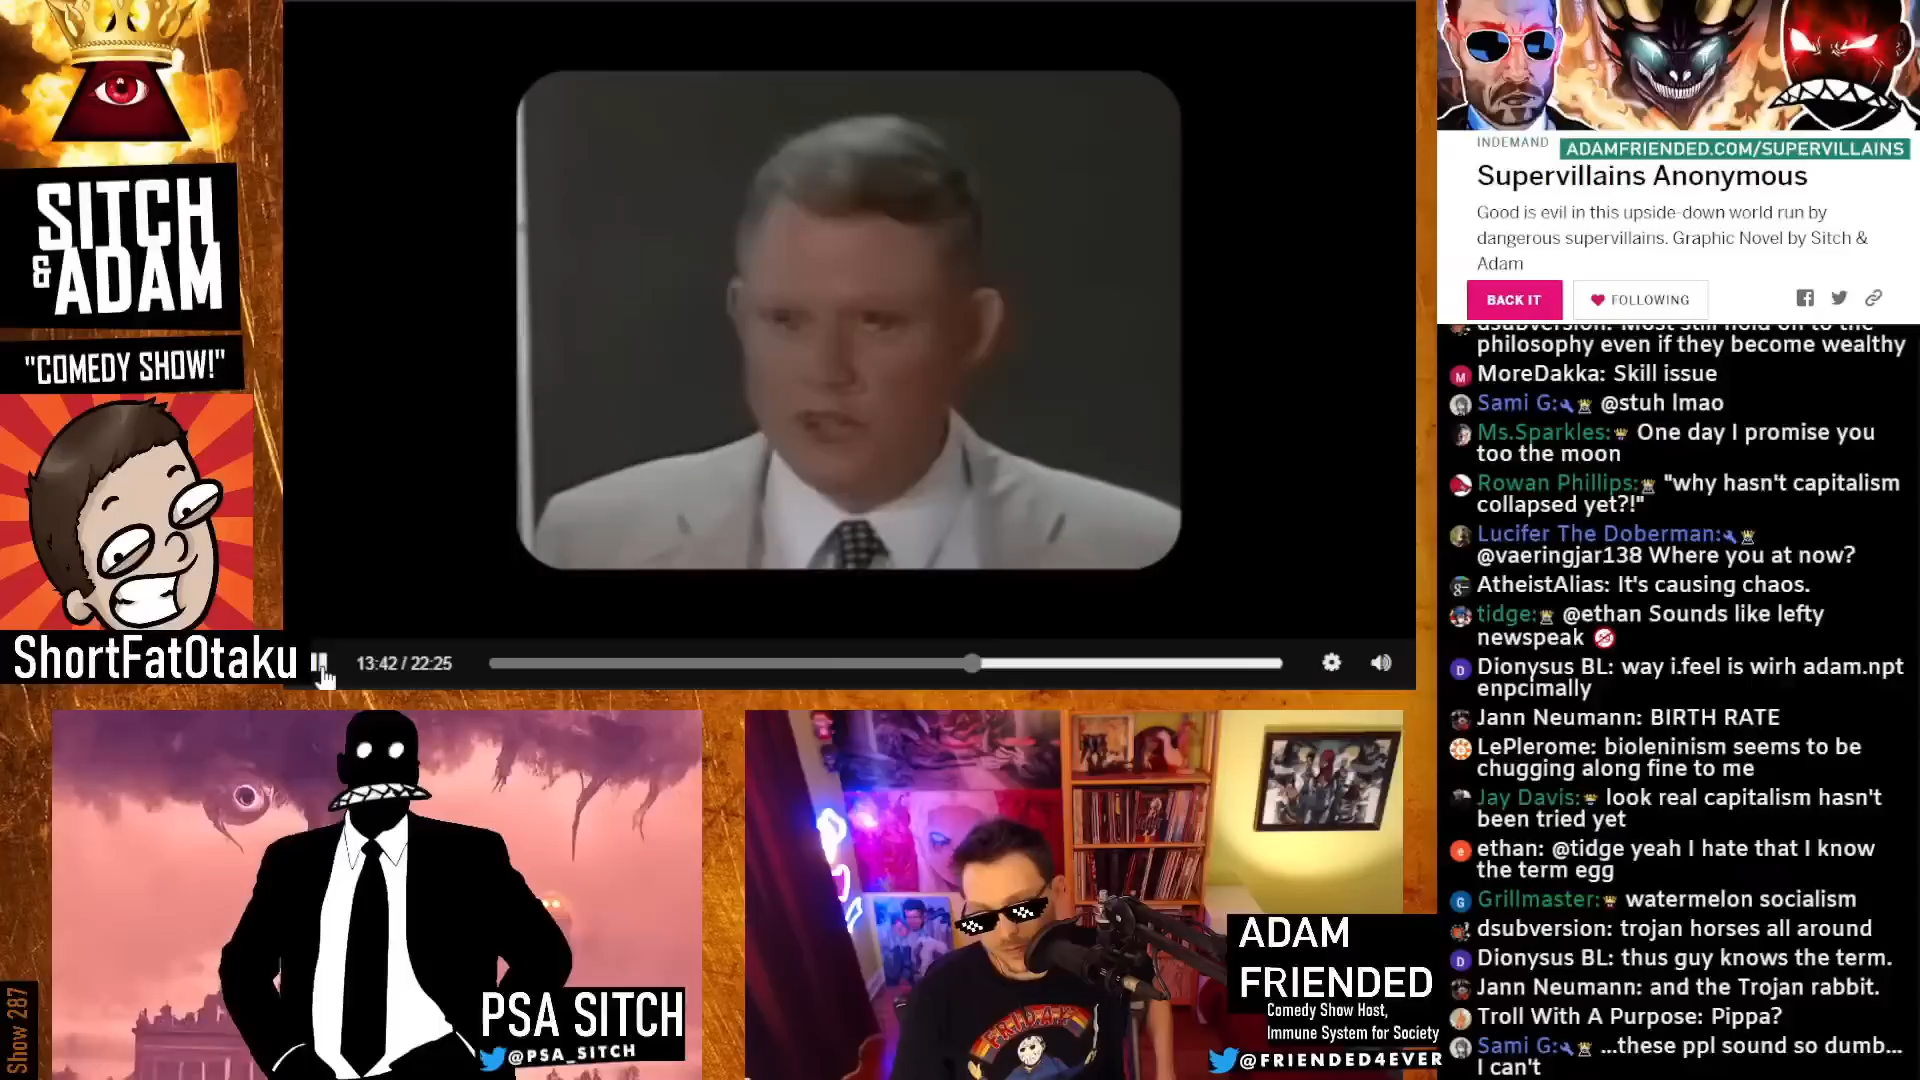 SITCH
& ADAM
"COMEDY SHOW!"
ShortFatOtaku
13:42 / 22:25
Show 287
PSA SITCH
@PSA_SITCH
ADAM
FRIENDED
Comedy Show Host,
Immune System for Society
@FRIENDED4EVER
INDEMAND
ADAMFRIENDED.COM/SUPERVILLAINS
Supervillains Anonymous
Good is evil in this upside-down world run by
dangerous supervillains. Graphic Novel by Sitch &
Adam
BACK IT
FOLLOWING
dsubversion: Most still hold on to the
philosophy even if they become wealthy
MoreDakka: Skill issue
Sami G: @stuh lmao
Ms.Sparkles: One day I promise you
too the moon
Rowan Phillips: "why hasn't capitalism
collapsed yet?!"
Lucifer The Doberman:
@vaeringjar138 Where you at now?
AtheistAlias: It's causing chaos.
tidge: @ethan Sounds like lefty
newspeak
Dionysus BL: way i.feel is wirh adam.npt
enpcimally
Jann Neumann: BIRTH RATE
LePlerome: bioleninism seems to be
chugging along fine to me
Jay Davis: look real capitalism hasn't
been tried yet
ethan: @tidge yeah I hate that I know
the term egg
Grillmaster: watermelon socialism
dsubversion: trojan horses all around
Dionysus BL: thus guy knows the term.
Jann Neumann: and the Trojan rabbit.
Troll With A Purpose: Pippa?
Sami G: ...these ppl sound so dumb...
I can't